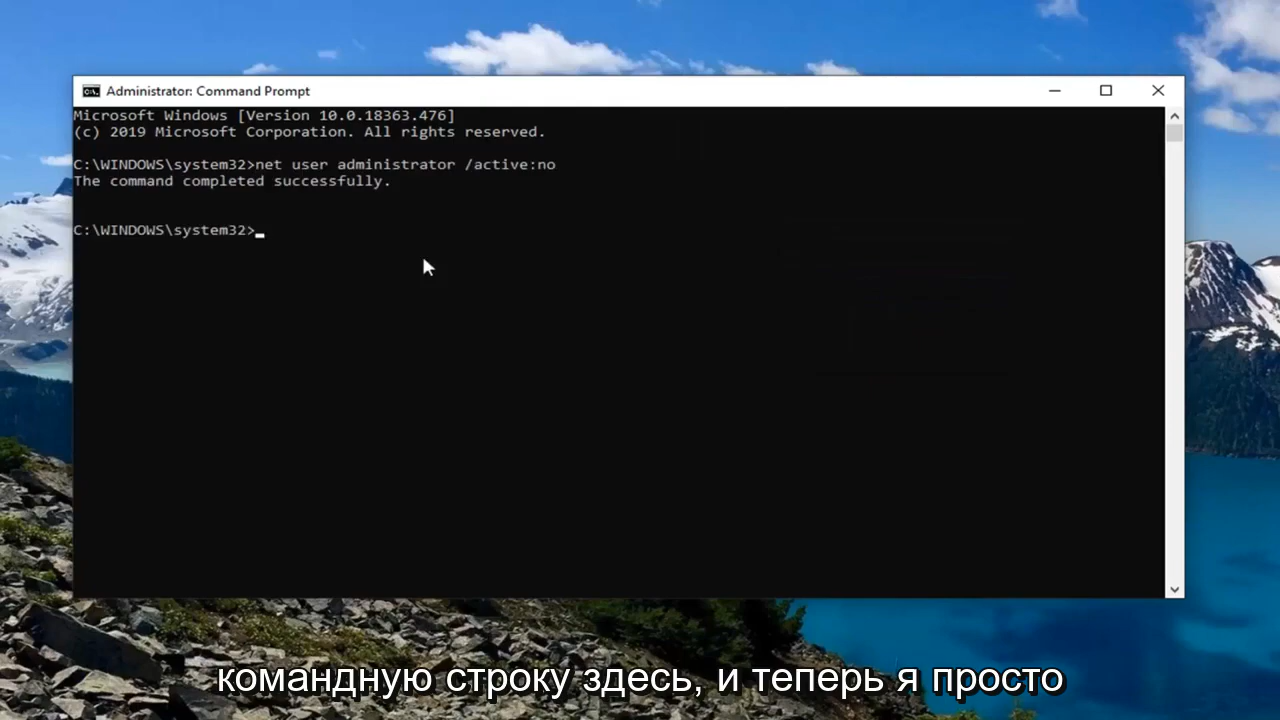 Administrator: Command Prompt
Microsoft Windows [Version 10.0.18363.476]
(c) 2019 Microsoft Corporation. All rights reserved.
C:\WINDOWS\system32>net user administrator /active:no
The command completed successfully.
C:\WINDOWS\system32>
командную строку здесь, и теперь я просто